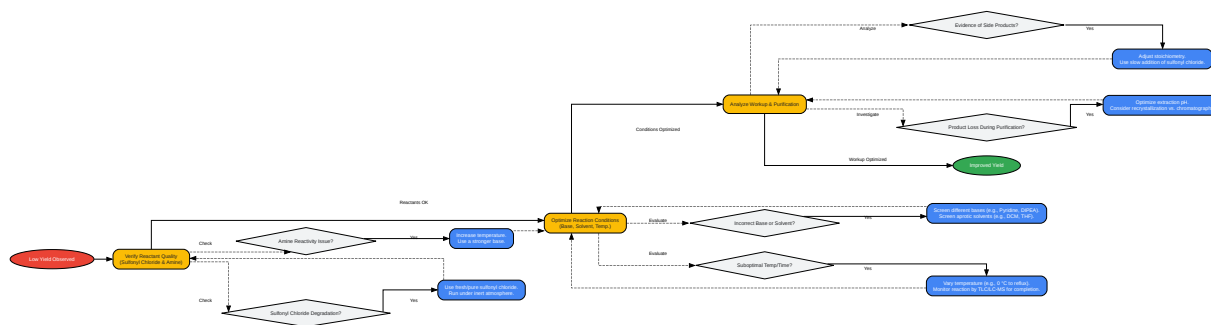 Evidence of Side Products?
Yes
Analyze
Adjust stoichiometry.
Use slow addition of sulfonyl chloride.
Analyze Workup & Purification
Optimize extraction pH.
Consider recrystallization vs. chromatography
Investigate
Yes
Product Loss During Purification?
Conditions Optimized
Workup Optimized
Improved Yield
Reactants OK
Optimize Reaction Conditions
(Base, Solvent, Temp.)
Evaluate
Incorrect Base or Solvent?
Yes
Screen different bases (e.g., Pyridine, DIPEA).
Screen aprotic solvents (e.g., DCM, THF).
Check
Amine Reactivity Issue?
Yes
Increase temperature.
Use a stronger base.
Low Yield Observed
Verify Reactant Quality
(Sulfonyl Chloride & Amine)
Evaluate
Suboptimal Temp/Time?
Yes
Vary temperature (e.g., 0 °C to reflux).
Monitor reaction by TLC/LC-MS for completion.
Use fresh/pure sulfonyl chloride.
Run under inert atmosphere.
Check
Yes
Sulfonyl Chloride Degradation?